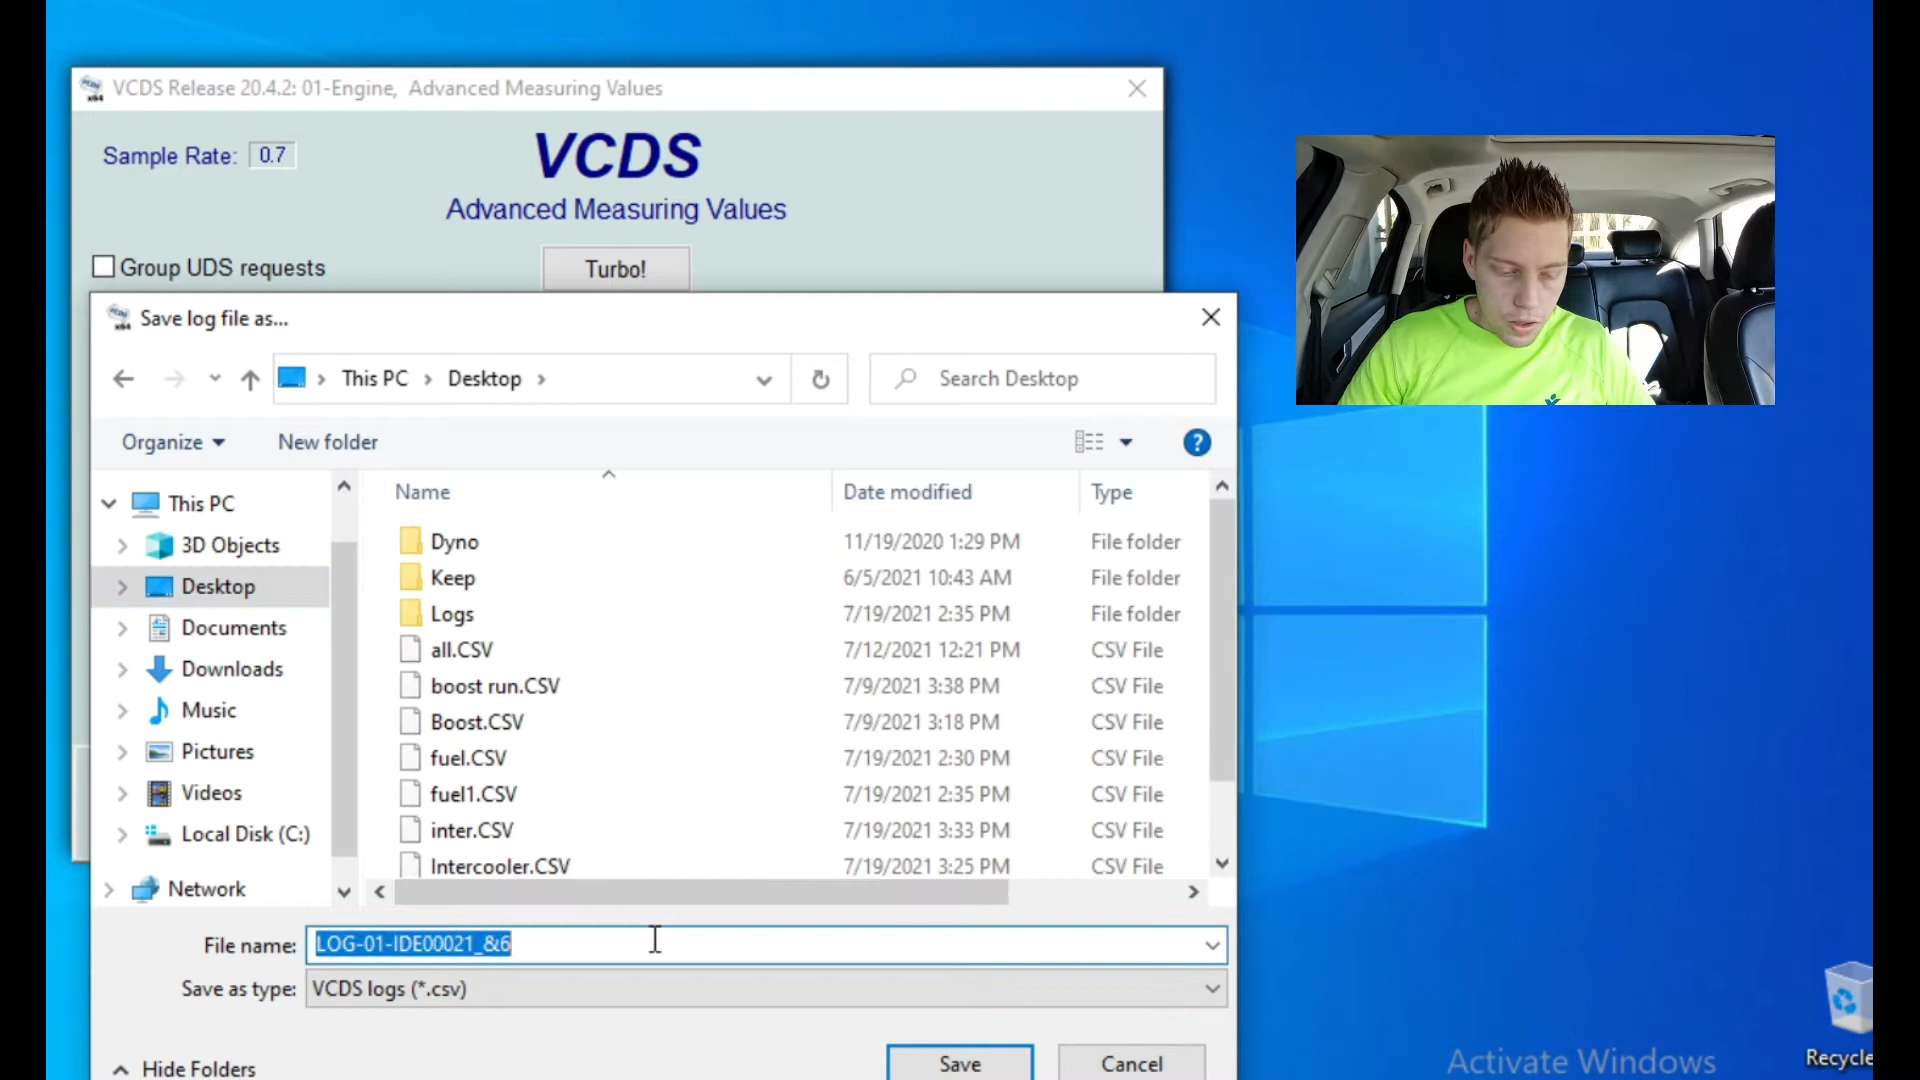 VCDS Release 20.4.2: 01-Engine, Advanced Measuring Values
Sample Rate: 0.7
VCDS
Advanced Measuring Values
Group UDS requests
Turbo!
Save log file as...
This PC > Desktop >
Search Desktop
Organize
New folder
Name Date modified Type
This PC
3D Objects
Desktop
Documents
Downloads
Music
Pictures
Videos
Local Disk (C:)
Network
Dyno 11/19/2020 1:29 PM File folder
Keep 6/5/2021 10:43 AM File folder
Logs 7/19/2021 2:35 PM File folder
all.CSV 7/12/2021 12:21 PM CSV File
boost run.CSV 7/9/2021 3:38 PM CSV File
Boost.CSV 7/9/2021 3:18 PM CSV File
fuel.CSV 7/19/2021 2:30 PM CSV File
fuel1.CSV 7/19/2021 2:35 PM CSV File
inter.CSV 7/19/2021 3:33 PM CSV File
Intercooler.CSV 7/19/2021 3:25 PM CSV File
File name: LOG-01-IDE00021_&6
Save as type: VCDS logs (*.csv)
Hide Folders
Save
Cancel
Activate Windows
Recycle